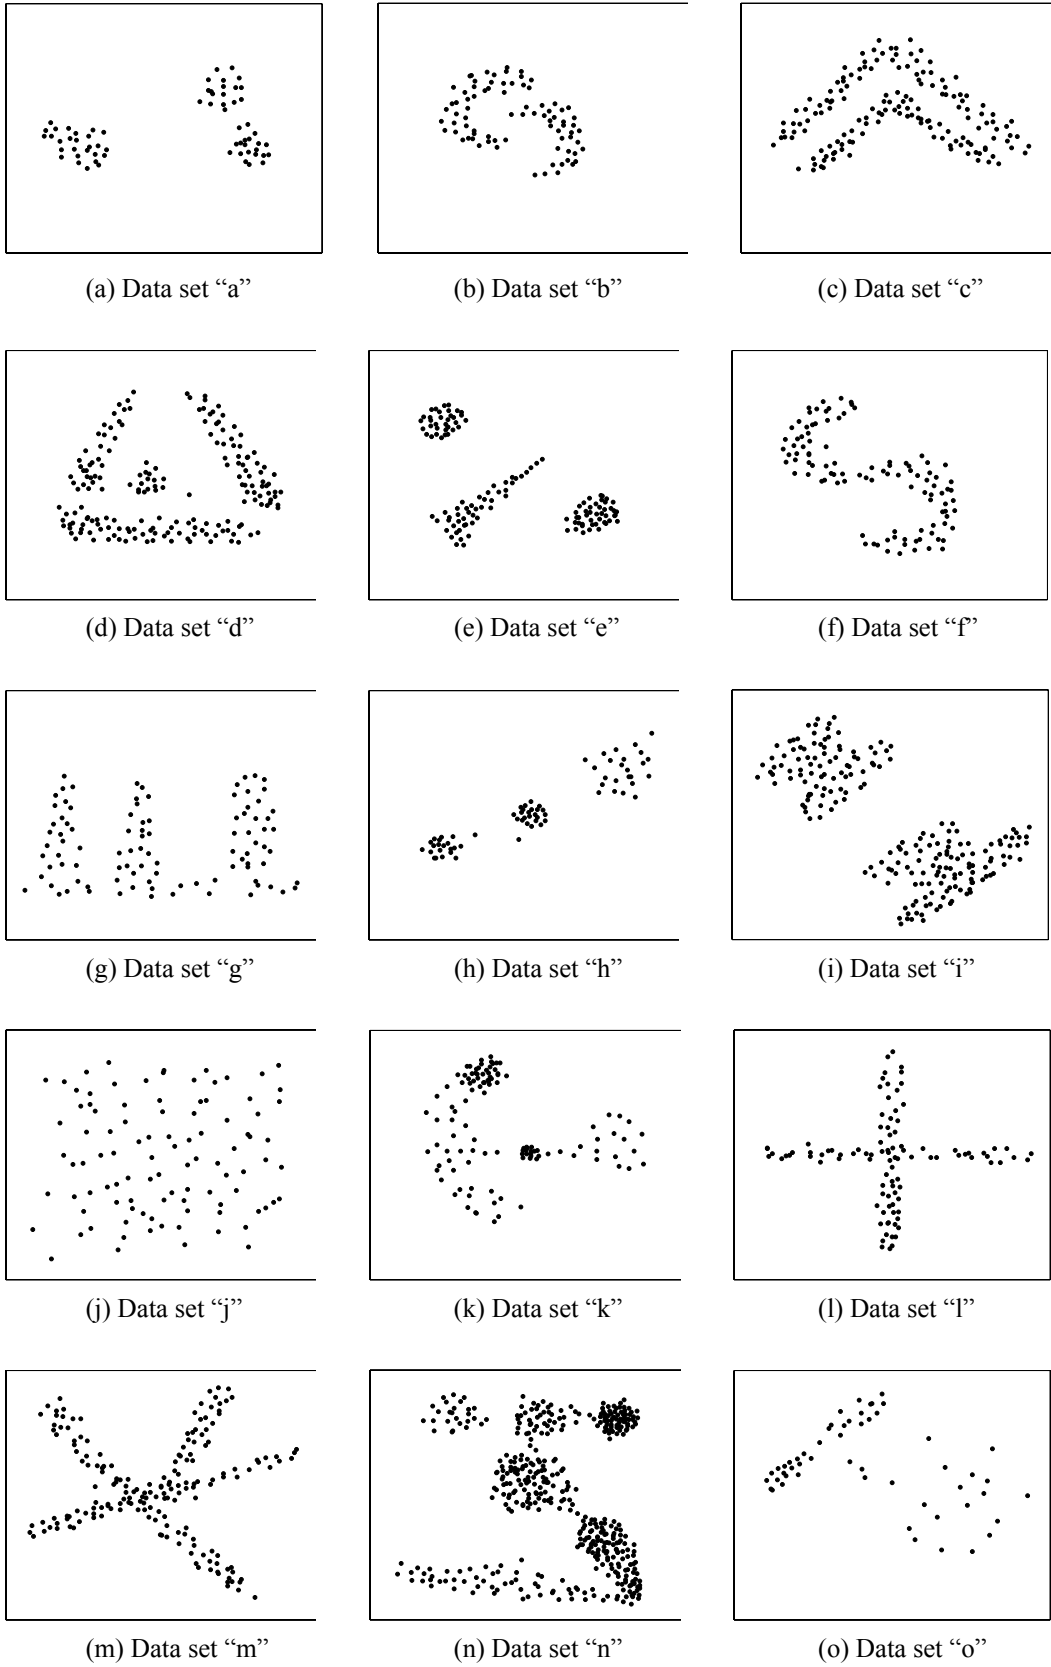 (a) Data set “a”
(b) Data set “b”
(c) Data set “c”
(d) Data set “d”
(e) Data set “e”
(f) Data set “f”
(g) Data set “g”
(h) Data set “h”
(i) Data set “i”
(j) Data set “j”
(k) Data set “k”
(l) Data set “l”
(m) Data set “m”
(n) Data set “n”
(o) Data set “o”